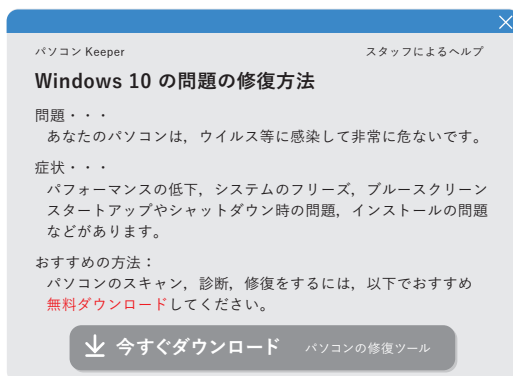 パソコン Keeper スタッフによるヘルプ
Windows 10 の問題の修復方法
問題・・・
あなたのパソコンは，ウイルス等に感染して非常に危ないです。
症状・・・
パフォーマンスの低下，システムのフリーズ，ブルースクリーン
スタートアップやシャットダウン時の問題，インストールの問題
などがあります。
おすすめの方法：
パソコンのスキャン，診断，修復をするには，以下でおすすめ
無料ダウンロードしてください。
今すぐダウンロード パソコンの修復ツール